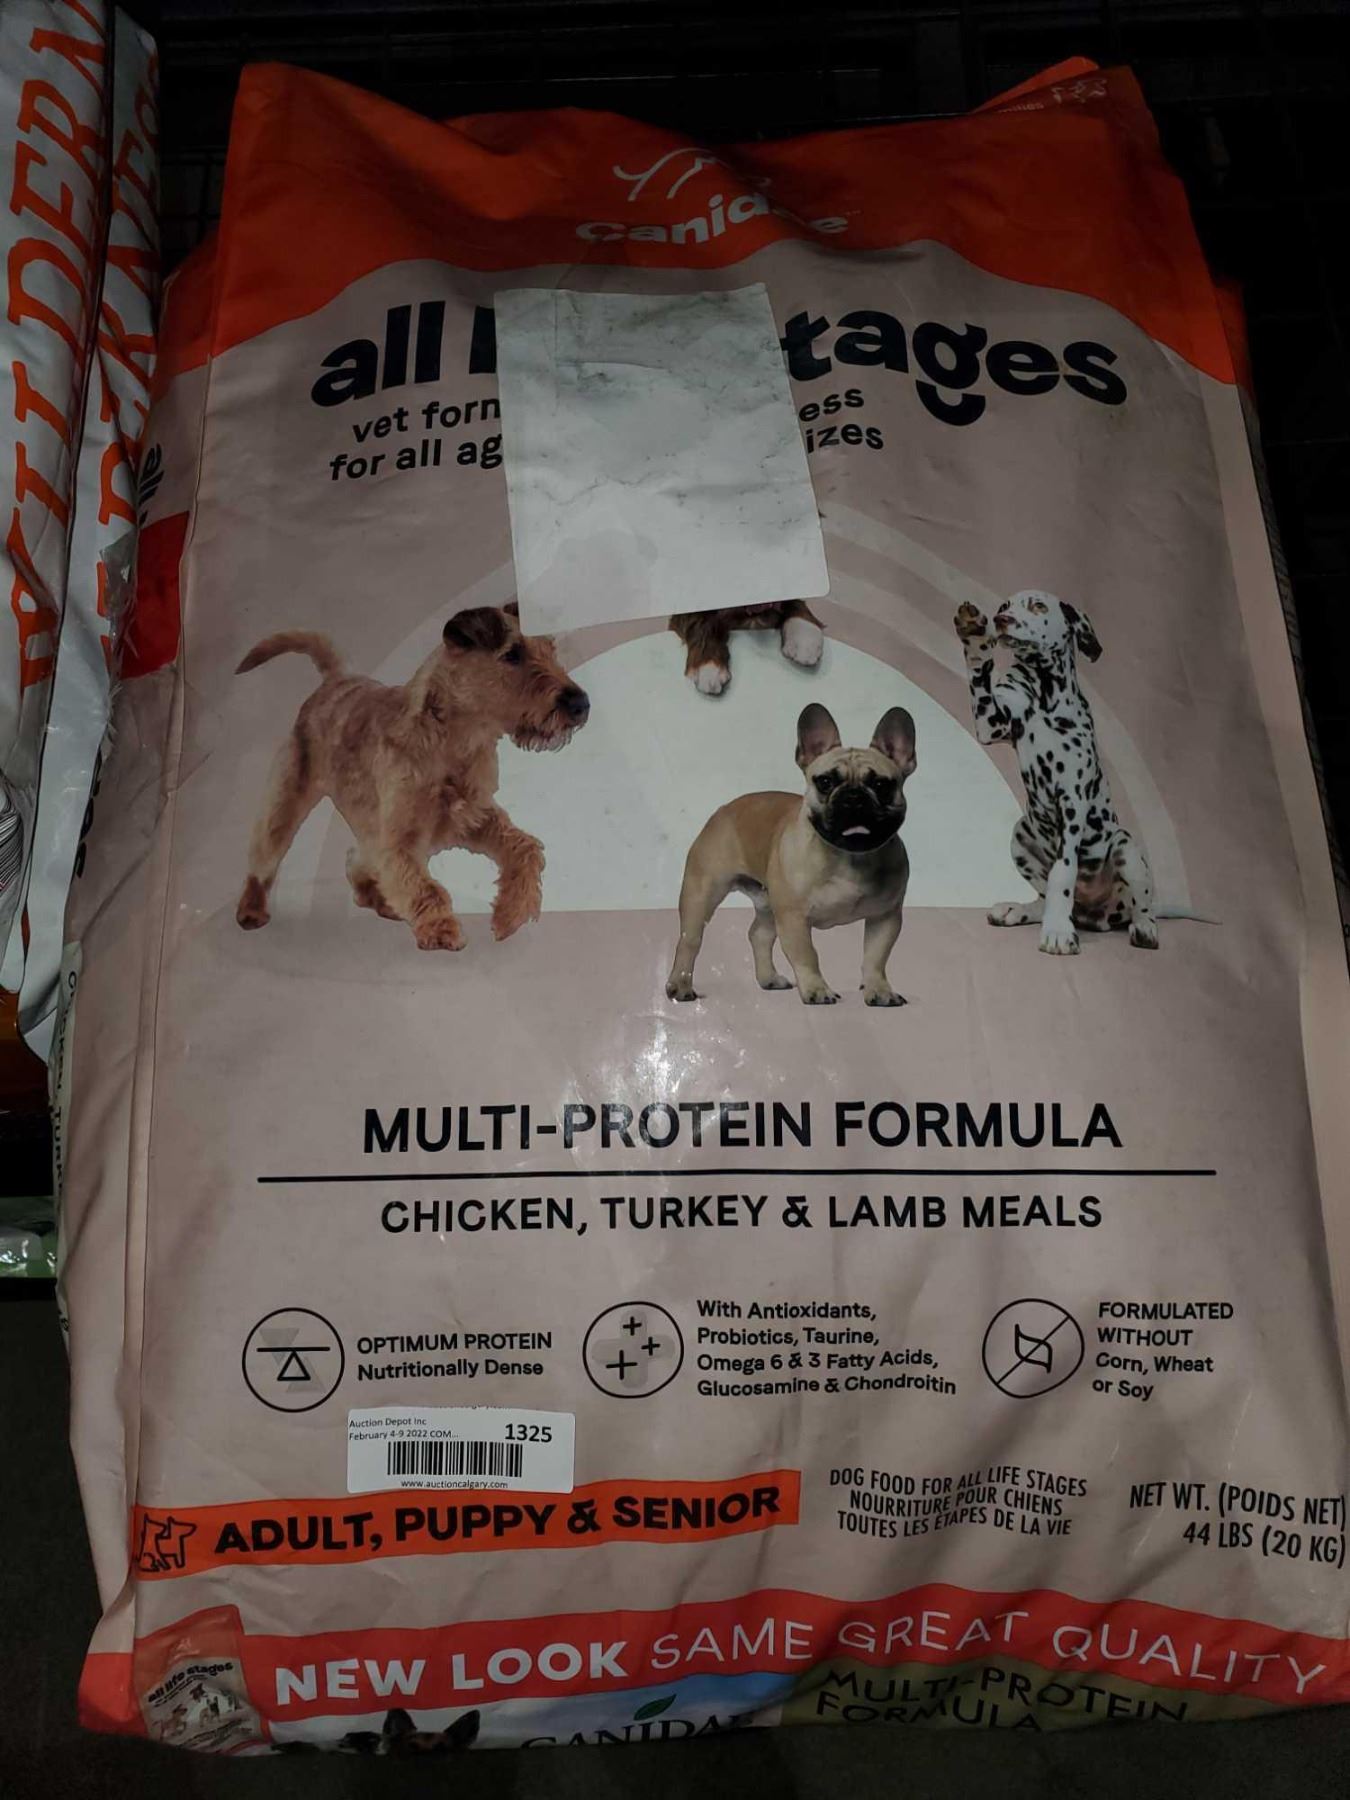 all
tages
vet forn
ess
for all ag
izes
MULTI-PROTEIN FORMULA
CHICKEN, TURKEY & LAMB MEALS
OPTIMUM PROTEIN
Nutritionally Dense
With Antioxidants,
Probiotics, Taurine,
Omega 6 & 3 Fatty Acids,
Glucosamine & Chondroitin
FORMULATED
WITHOUT
Corn, Wheat
or Soy
Auction Depot Inc
February 4-9 2022 COM...
1325
www.auctioncalgary.com
ADULT, PUPPY & SENIOR
DOG FOOD FOR ALL LIFE STAGES
NOURRITURE POUR CHIENS
TOUTES LES ÉTAPES DE LA VIE
NET WT. (POIDS NET)
44 LBS (20 KG)
NEW LOOK SAME GREAT QUALITY
all life stages
MULTI-PROTEIN
FORMULA